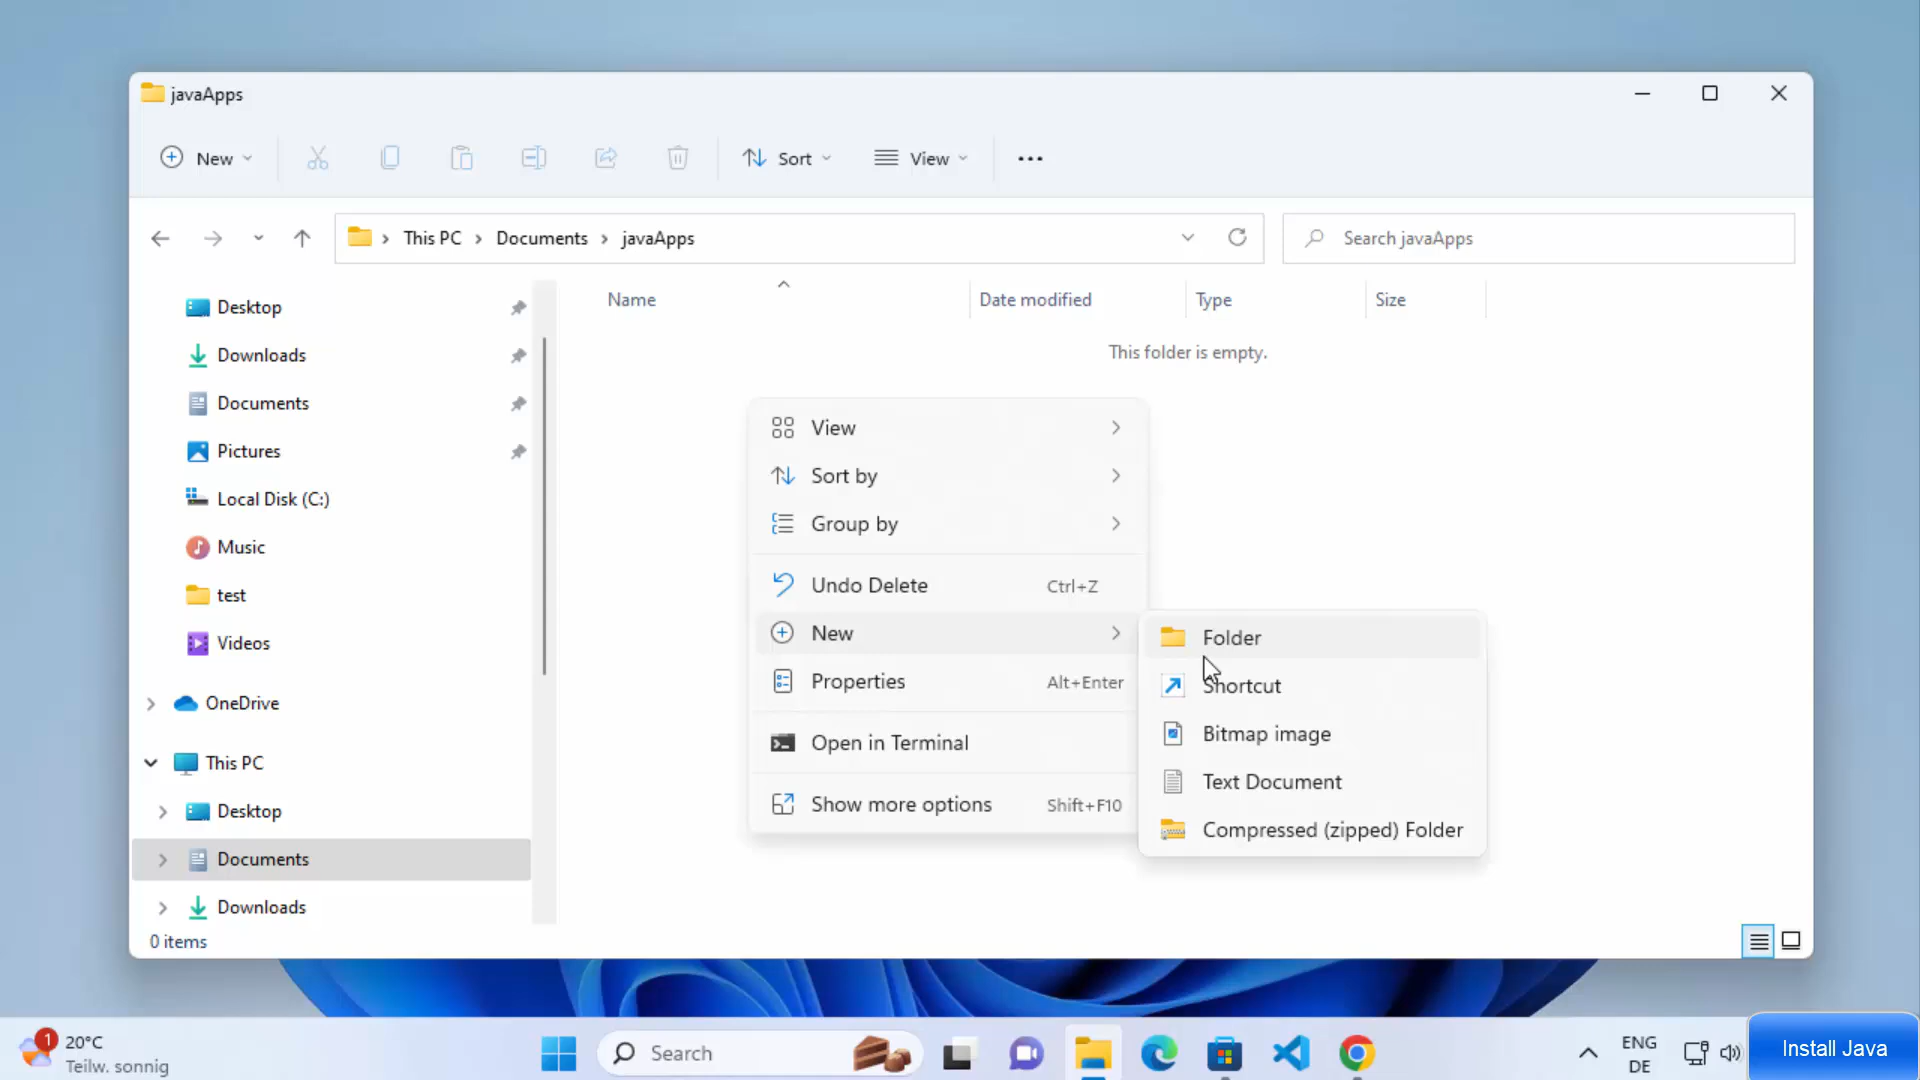 javaApps
New
Sort
View
This PC
Documents
javaApps
Search javaApps
Name
Date modified
Type
Size
This folder is empty.
Desktop
Downloads
Documents
Pictures
Local Disk (C:)
Music
test
Videos
OneDrive
This PC
Desktop
Documents
Downloads
0 items
View
Sort by
Group by
Undo Delete Ctrl+Z
New
Properties Alt+Enter
Open in Terminal
Show more options Shift+F10
Folder
Shortcut
Bitmap image
Text Document
Compressed (zipped) Folder
1
20°C
Teilw. sonnig
Search
ENG
DE
Install Java